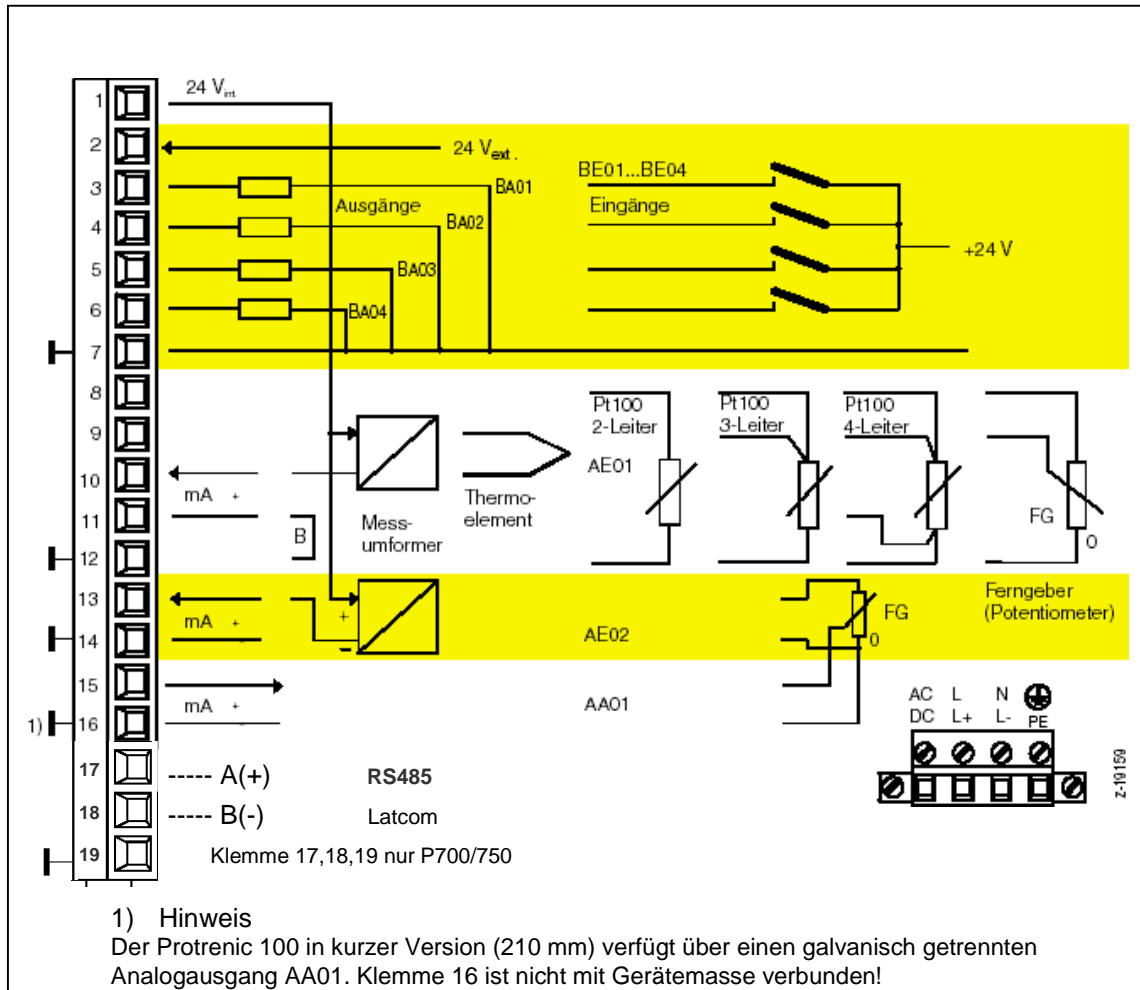 1
24 Vint.
2
24 Vext.
3
BA01
BE01...BE04
Ausgänge
Eingänge
4
BA02
+24 V
5
BA03
6
BA04
7
8
Pt100
2-Leiter
Pt100
3-Leiter
Pt100
4-Leiter
9
AE01
10
mA +
Mess-
umformer
Thermo-
element
11
B
FG
0
12
13
mA +
+
-
Ferngeber
(Potentiometer)
FG
0
14
AE02
15
mA +
AA01
1) 16
AC L N
DC L+ L- PE
z-19159
17
----- A(+) RS485
18
----- B(-) Latcom
19
Klemme 17,18,19 nur P700/750
1) Hinweis
Der Protrenic 100 in kurzer Version (210 mm) verfügt über einen galvanisch getrennten
Analogausgang AA01. Klemme 16 ist nicht mit Gerätemasse verbunden!